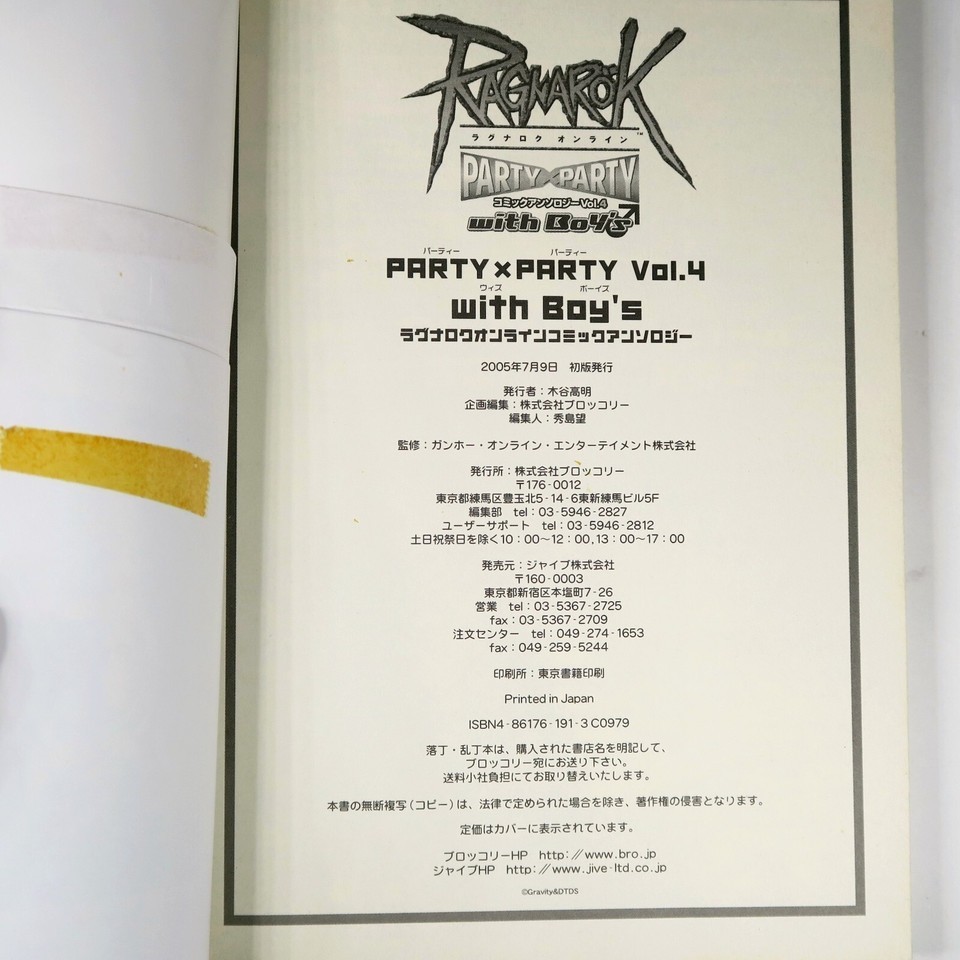 RAGNARÖK
ラグナロク オンライン™
PARTY×PARTY
コミックアンソロジーVol.4
with Boy's
パーティー パーティー
PARTY×PARTY Vol.4
ウィズ ボーイズ
with Boy's
ラグナロクオンラインコミックアンソロジー
2005年7月9日 初版発行
発行者：木谷高明
企画編集：株式会社ブロッコリー
編集人：秀島望
監修：ガンホー・オンライン・エンターテイメント株式会社
発行所：株式会社ブロッコリー
〒176-0012
東京都練馬区豊玉北5-14-6東新練馬ビル5F
編集部 tel：03-5946-2827
ユーザーサポート tel：03-5946-2812
土日祝祭日を除く10：00〜12：00,13：00〜17：00
発売元：ジャイブ株式会社
〒160-0003
東京都新宿区本塩町7-26
営業 tel：03-5367-2725
fax：03-5367-2709
注文センター tel：049-274-1653
fax：049-259-5244
印刷所：東京書籍印刷
Printed in Japan
ISBN4-86176-191-3 C0979
落丁・乱丁本は、購入された書店名を明記して、
ブロッコリー宛にお送り下さい。
送料小社負担にてお取り替えいたします。
本書の無断複写（コピー）は、法律で定められた場合を除き、著作権の侵害となります。
定価はカバーに表示されています。
ブロッコリーHP http://www.bro.jp
ジャイブHP http://www.jive-ltd.co.jp
©Gravity&DTDS